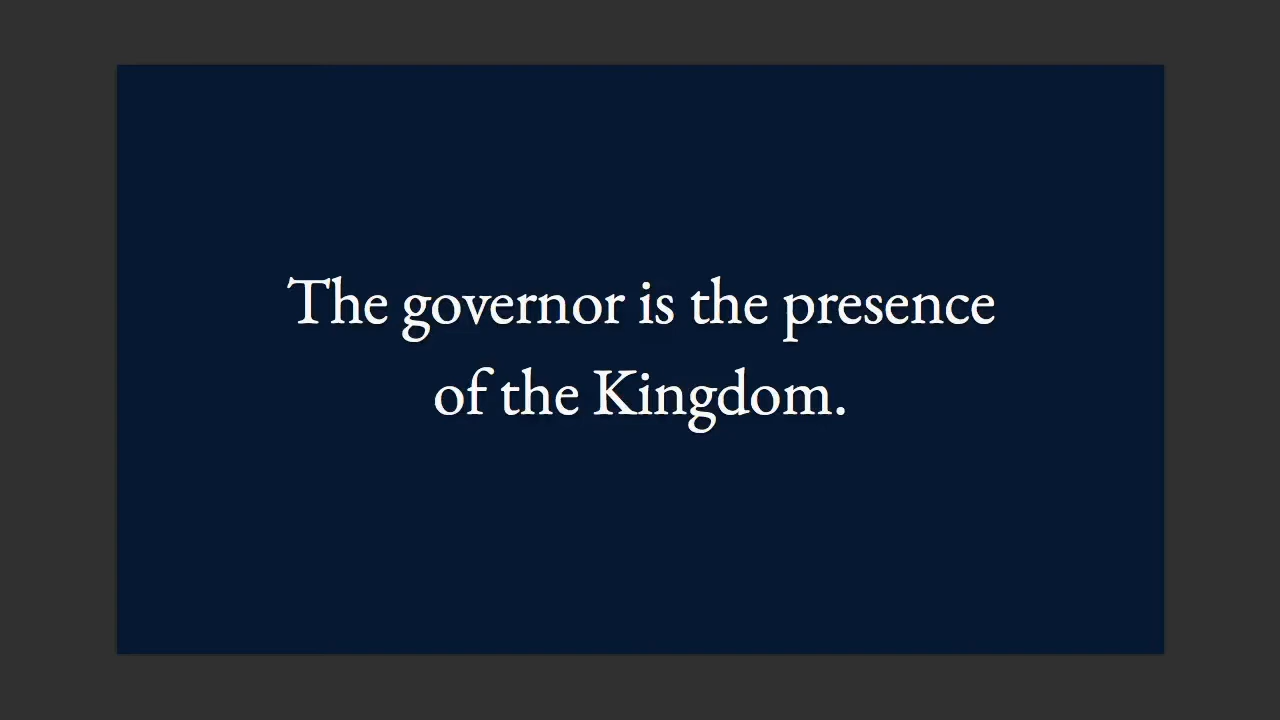 The governor is the presence
of the Kingdom.